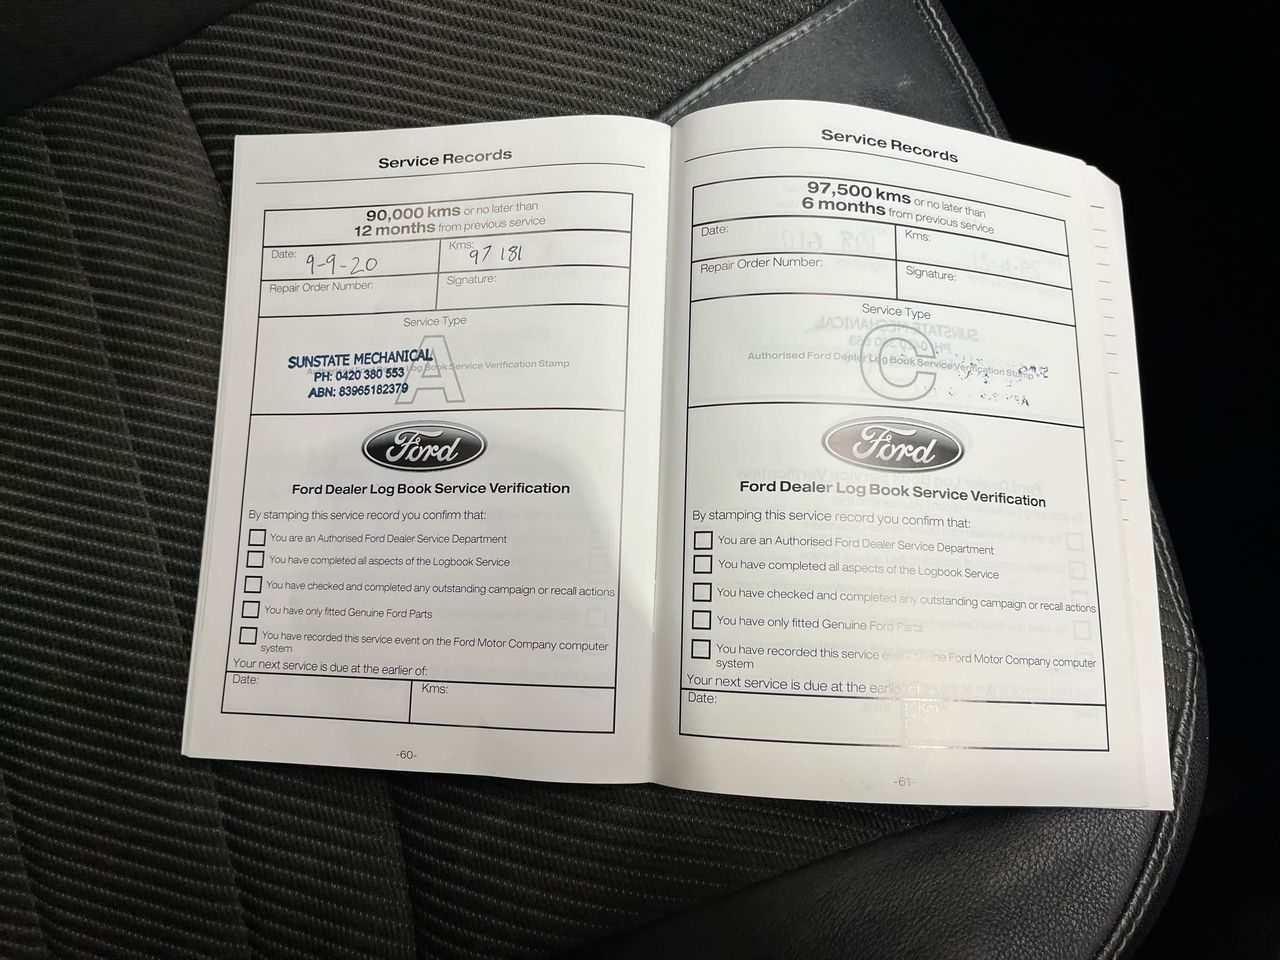 Service Records
90,000 kms or no later than
12 months from previous service
Date: 9-9-20
Kms: 97 181
Repair Order Number:
Signature:
Service Type
A
Authorised Ford Dealer Log Book Service Verification Stamp
SUNSTATE MECHANICAL
PH: 0420 380 553
ABN: 83965182379
Ford
Ford Dealer Log Book Service Verification
By stamping this service record you confirm that:
You are an Authorised Ford Dealer Service Department
You have completed all aspects of the Logbook Service
You have checked and completed any outstanding campaign or recall actions
You have only fitted Genuine Ford Parts
You have recorded this service event on the Ford Motor Company computer
system
Your next service is due at the earlier of:
Date:
Kms:
-60-
Service Records
97,500 kms or no later than
6 months from previous service
Date:
Kms:
Repair Order Number:
Signature:
Service Type
C
Authorised Ford Dealer Log Book Service Verification Stamp
Ford
Ford Dealer Log Book Service Verification
By stamping this service record you confirm that:
You are an Authorised Ford Dealer Service Department
You have completed all aspects of the Logbook Service
You have checked and completed any outstanding campaign or recall actions
You have only fitted Genuine Ford Parts
You have recorded this service event on the Ford Motor Company computer
system
Your next service is due at the earlier of:
Date:
Kms:
-61-